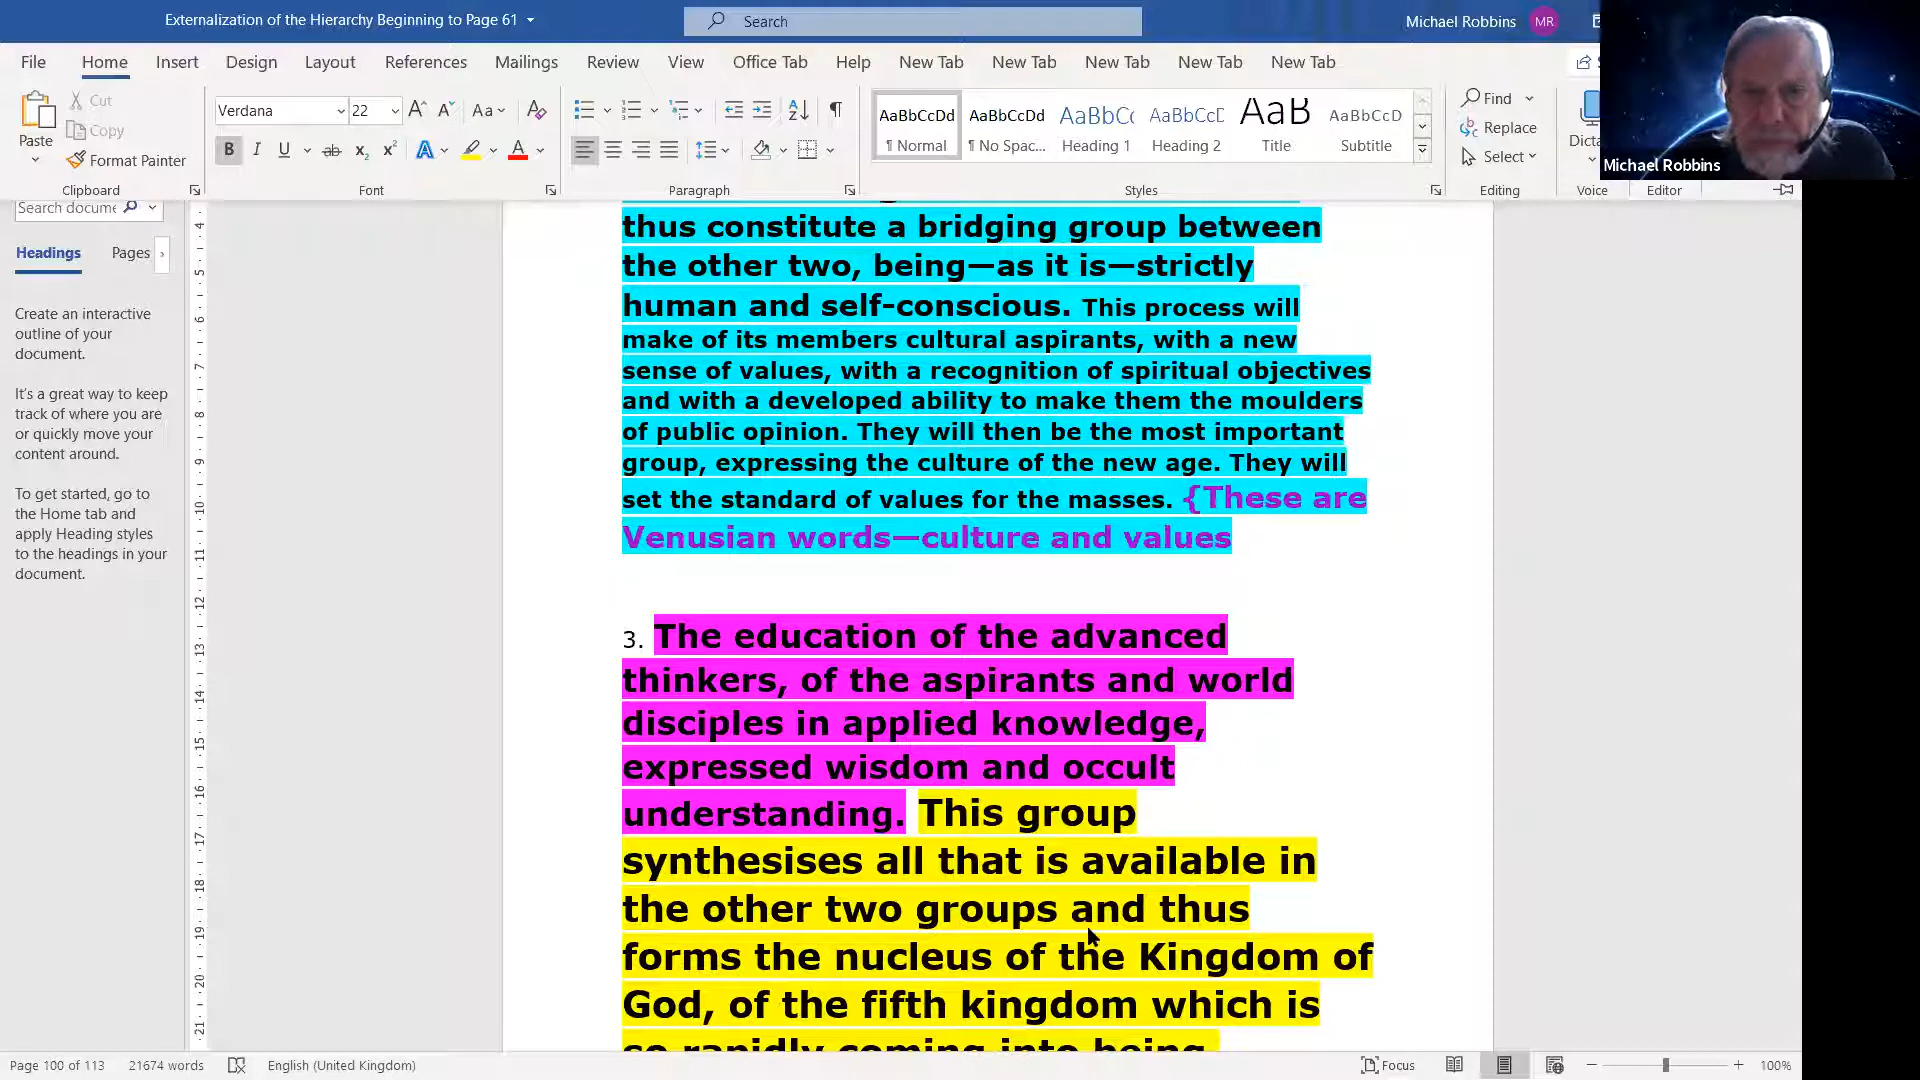 Externalization of the Hierarchy Beginning to Page 61
Search
Michael Robbins
MR
File Home Insert Design Layout References Mailings Review View Office Tab Help New Tab New Tab New Tab New Tab New Tab
Paste
Cut
Copy
Format Painter
Clipboard
Verdana
22
Font
Paragraph
AaBbCcDd
¶ Normal
AaBbCcDd
¶ No Spac...
AaBbCc
Heading 1
AaBbCcD
Heading 2
AaB
Title
AaBbCcD
Subtitle
Styles
Find
Replace
Select
Editing
Voice
Editor
Michael Robbins
Headings
Pages
Create an interactive
outline of your
document.
It's a great way to keep
track of where you are
or quickly move your
content around.
To get started, go to
the Home tab and
apply Heading styles
to the headings in your
document.
thus constitute a bridging group between
the other two, being—as it is—strictly
human and self-conscious. This process will
make of its members cultural aspirants, with a new
sense of values, with a recognition of spiritual objectives
and with a developed ability to make them the moulders
of public opinion. They will then be the most important
group, expressing the culture of the new age. They will
set the standard of values for the masses. {These are
Venusian words—culture and values
3. The education of the advanced
thinkers, of the aspirants and world
disciples in applied knowledge,
expressed wisdom and occult
understanding. This group
synthesises all that is available in
the other two groups and thus
forms the nucleus of the Kingdom of
God, of the fifth kingdom which is
so rapidly coming into being.
Page 100 of 113
21674 words
English (United Kingdom)
Focus
100%